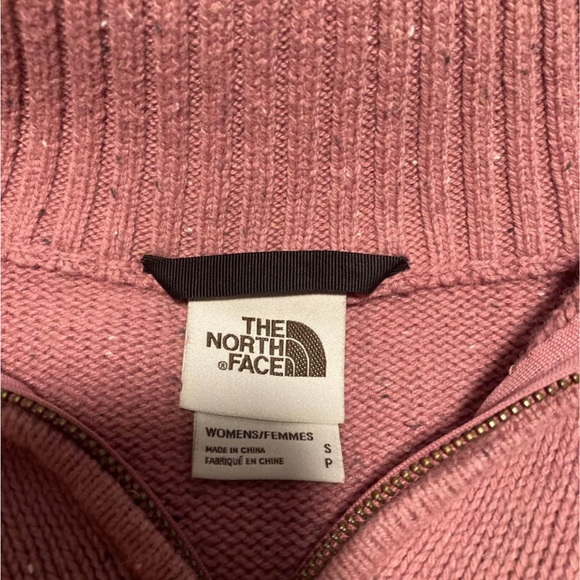 THE
NORTH
®FACE
WOMENS/FEMMES
MADE IN CHINA S
FABRIQUÉ EN CHINE P